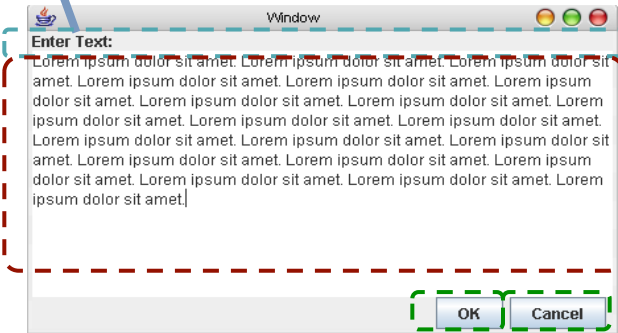 Window
Enter Text:
Lorem ipsum dolor sit amet. Lorem ipsum dolor sit amet. Lorem ipsum dolor sit
amet. Lorem ipsum dolor sit amet. Lorem ipsum dolor sit amet. Lorem ipsum
dolor sit amet. Lorem ipsum dolor sit amet. Lorem ipsum dolor sit amet. Lorem
ipsum dolor sit amet. Lorem ipsum dolor sit amet. Lorem ipsum dolor sit amet.
Lorem ipsum dolor sit amet. Lorem ipsum dolor sit amet. Lorem ipsum dolor sit
amet. Lorem ipsum dolor sit amet. Lorem ipsum dolor sit amet. Lorem ipsum
dolor sit amet. Lorem ipsum dolor sit amet. Lorem ipsum dolor sit amet. Lorem
ipsum dolor sit amet.
OK Cancel